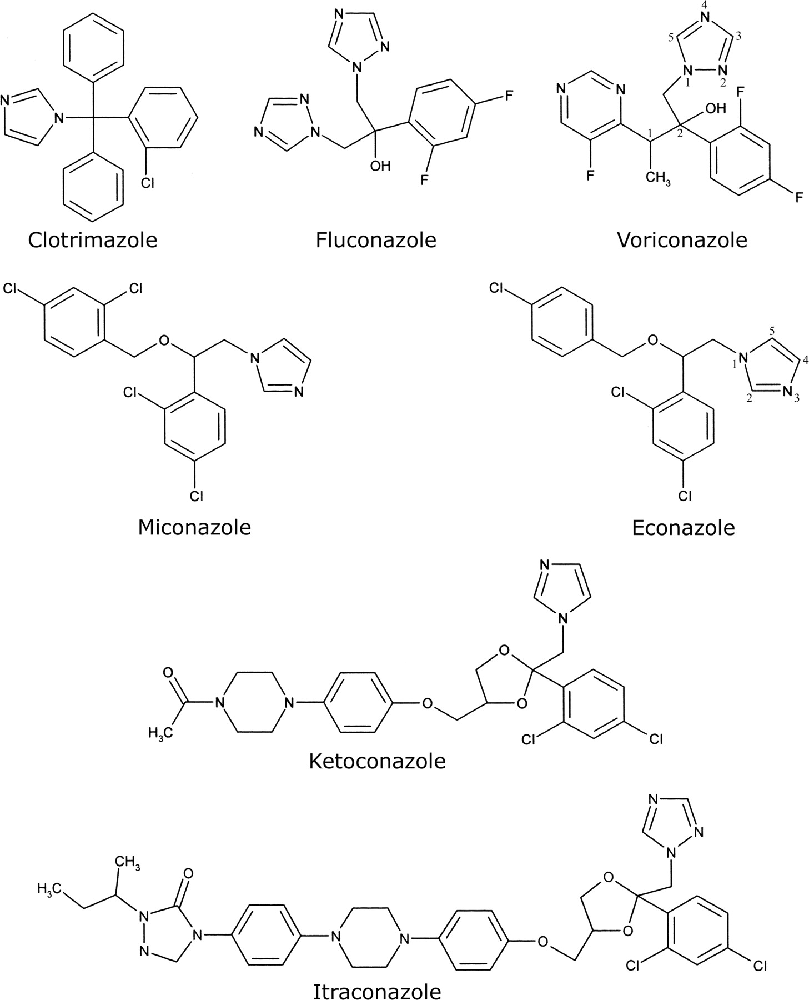 N
N
Cl
Clotrimazole
N
N
N
N
N
N
OH
F
F
Fluconazole
4
N
5
3
N
N
1
2
N
N
F
OH
1
2
F
CH3
F
Voriconazole
Cl
Cl
O
N
N
Cl
Cl
Miconazole
Cl
O
5
N
1
4
2
N
3
Cl
Cl
Econazole
N
N
O
O
O
N
N
O
H3C
Cl
Cl
Ketoconazole
N
N
N
CH3
H3C
O
N
N
N
N
N
O
O
O
Cl
Cl
Itraconazole